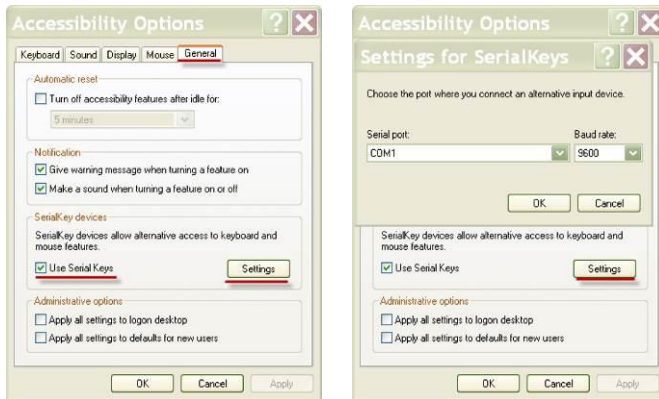 Accessibility Options
Keyboard Sound Display Mouse General
Automatic reset
Turn off accessibility features after idle for:
5 minutes
Notification
Give warning message when turning a feature on
Make a sound when turning a feature on or off
SerialKey devices
SerialKey devices allow alternative access to keyboard and
mouse features.
Use Serial Keys
Settings
Administrative options
Apply all settings to logon desktop
Apply all settings to defaults for new users
OK Cancel Apply
Accessibility Options
Settings for SerialKeys
Choose the port where you connect an alternative input device.
Serial port: Baud rate:
COM1 9600
OK Cancel
SerialKey devices allow alternative access to keyboard and
mouse features.
Use Serial Keys
Settings
Administrative options
Apply all settings to logon desktop
Apply all settings to defaults for new users
OK Cancel Apply